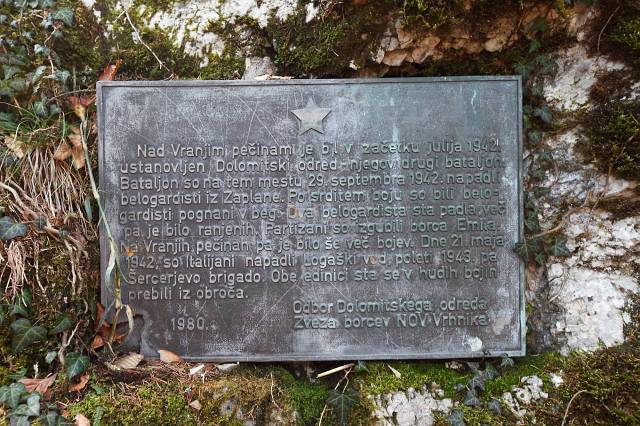 Nad Vranjimi pečinami je bil v začetku julija 1942
ustanovljen Dolomitski odred-njegov drugi bataljon.
Bataljon so na tem mestu 29. septembra 1942. napadli
belogardisti iz Zaplane. Po srditem boju so bili belo-
gardisti pognani v beg. Dva belogardista sta padla, več
pa je bilo ranjenih. Partizani so izgubili borca Emila.
Na Vranjih pečinah pa je bilo še več bojev. Dne 21. maja
1942. so Italijani napadli Logaški vod, poleti 1943. pa
Šercerjevo brigado. Obe edinici sta se v hudih bojih
prebili iz obroča.
Odbor Dolomitskega odreda
1980. Zveza borcev NOV Vrhnika